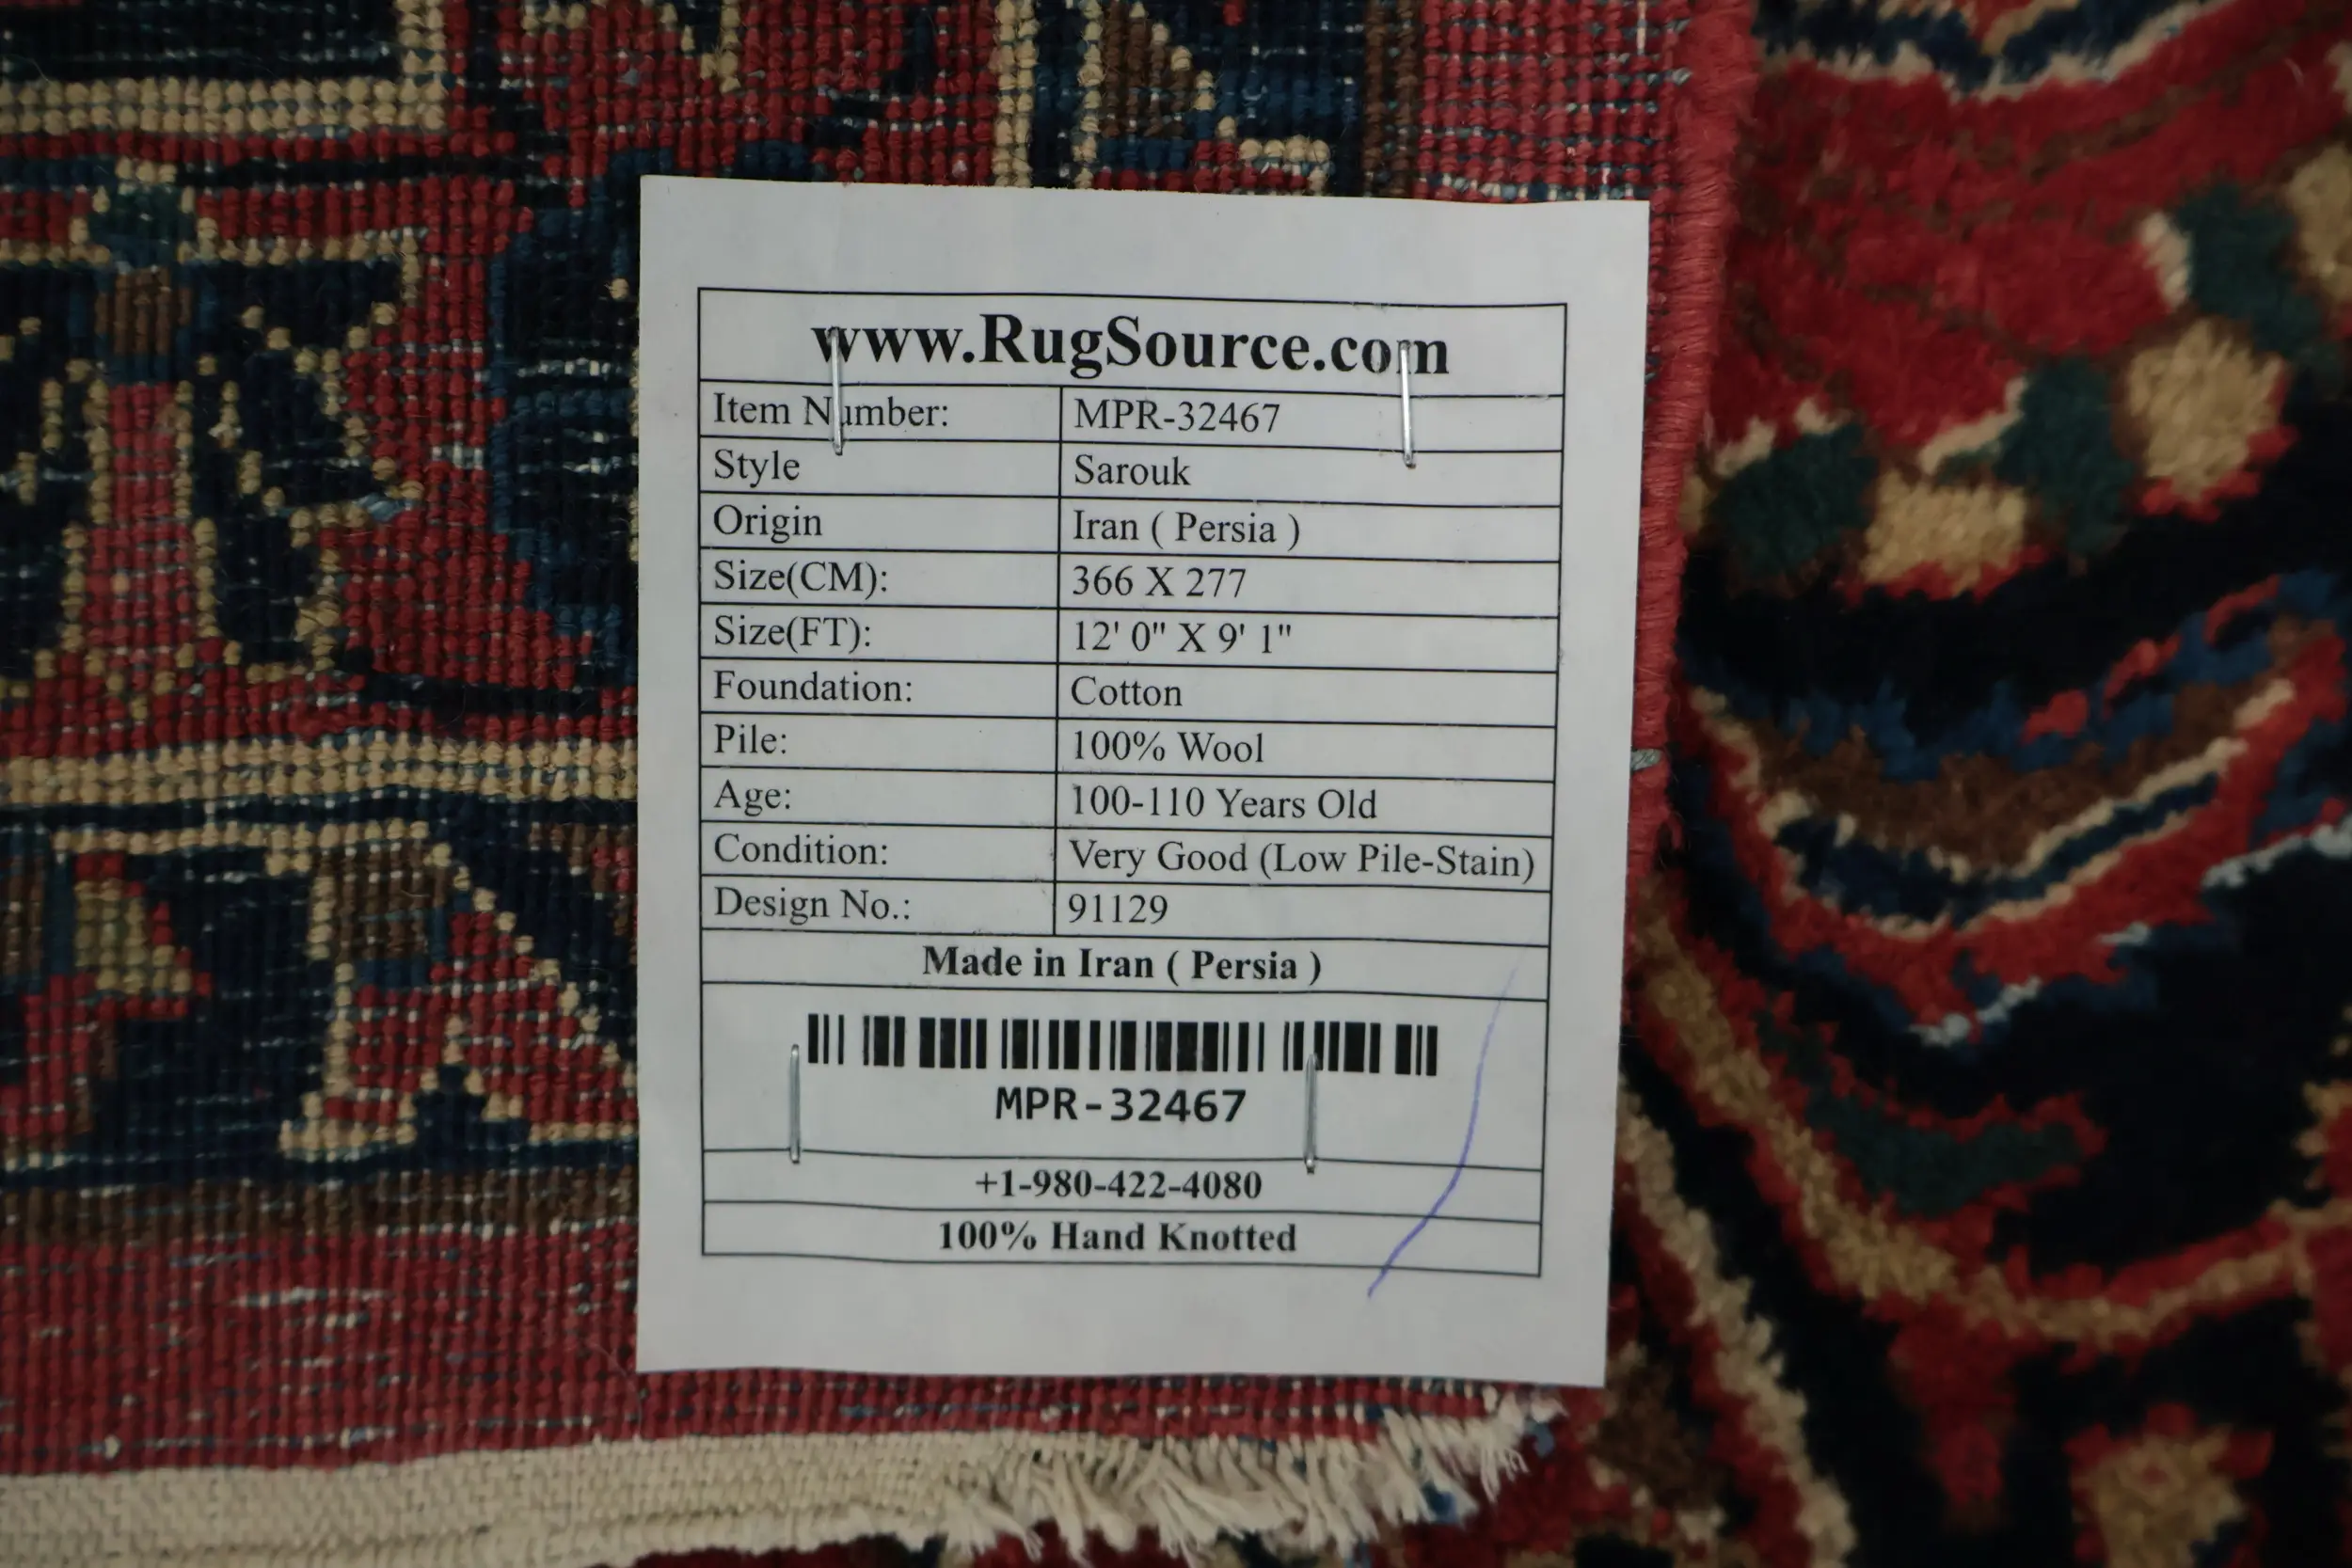 www.RugSource.com
Item Number: MPR-32467
Style Sarouk
Origin Iran ( Persia )
Size(CM): 366 X 277
Size(FT): 12' 0" X 9' 1"
Foundation: Cotton
Pile: 100% Wool
Age: 100-110 Years Old
Condition: Very Good (Low Pile-Stain)
Design No.: 91129
Made in Iran ( Persia )
MPR-32467
+1-980-422-4080
100% Hand Knotted